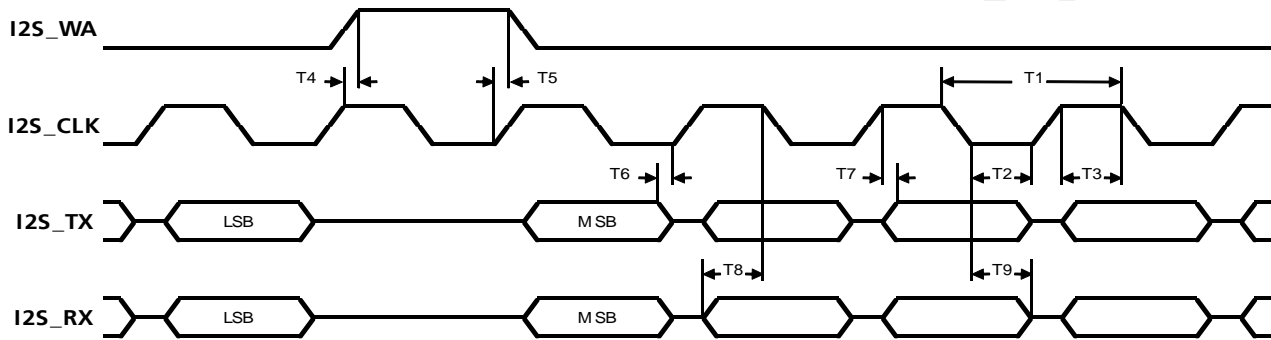 I2S_WA
T4
T5
T1
I2S_CLK
T6
T7
T2
T3
I2S_TX
LSB
MSB
T8
T9
I2S_RX
LSB
MSB